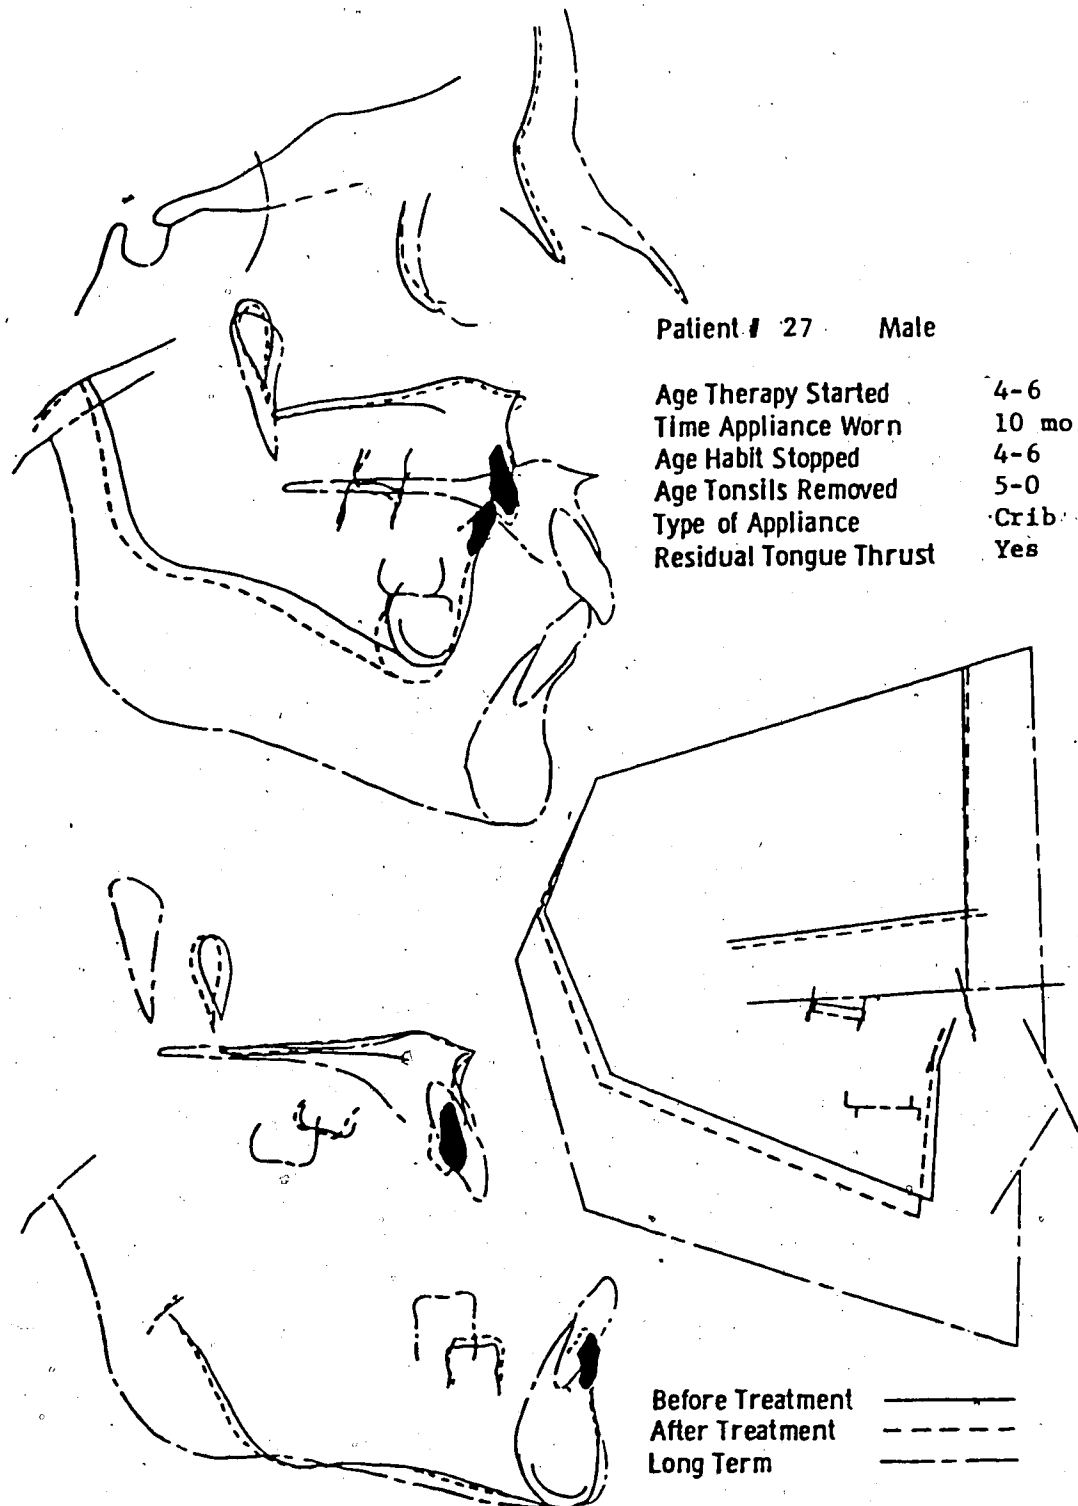 Patient # 27 Male
Age Therapy Started 4-6
Time Appliance Worn 10 mo
Age Habit Stopped 4-6
Age Tonsils Removed 5-0
Type of Appliance Crib
Residual Tongue Thrust Yes
Before Treatment
After Treatment
Long Term